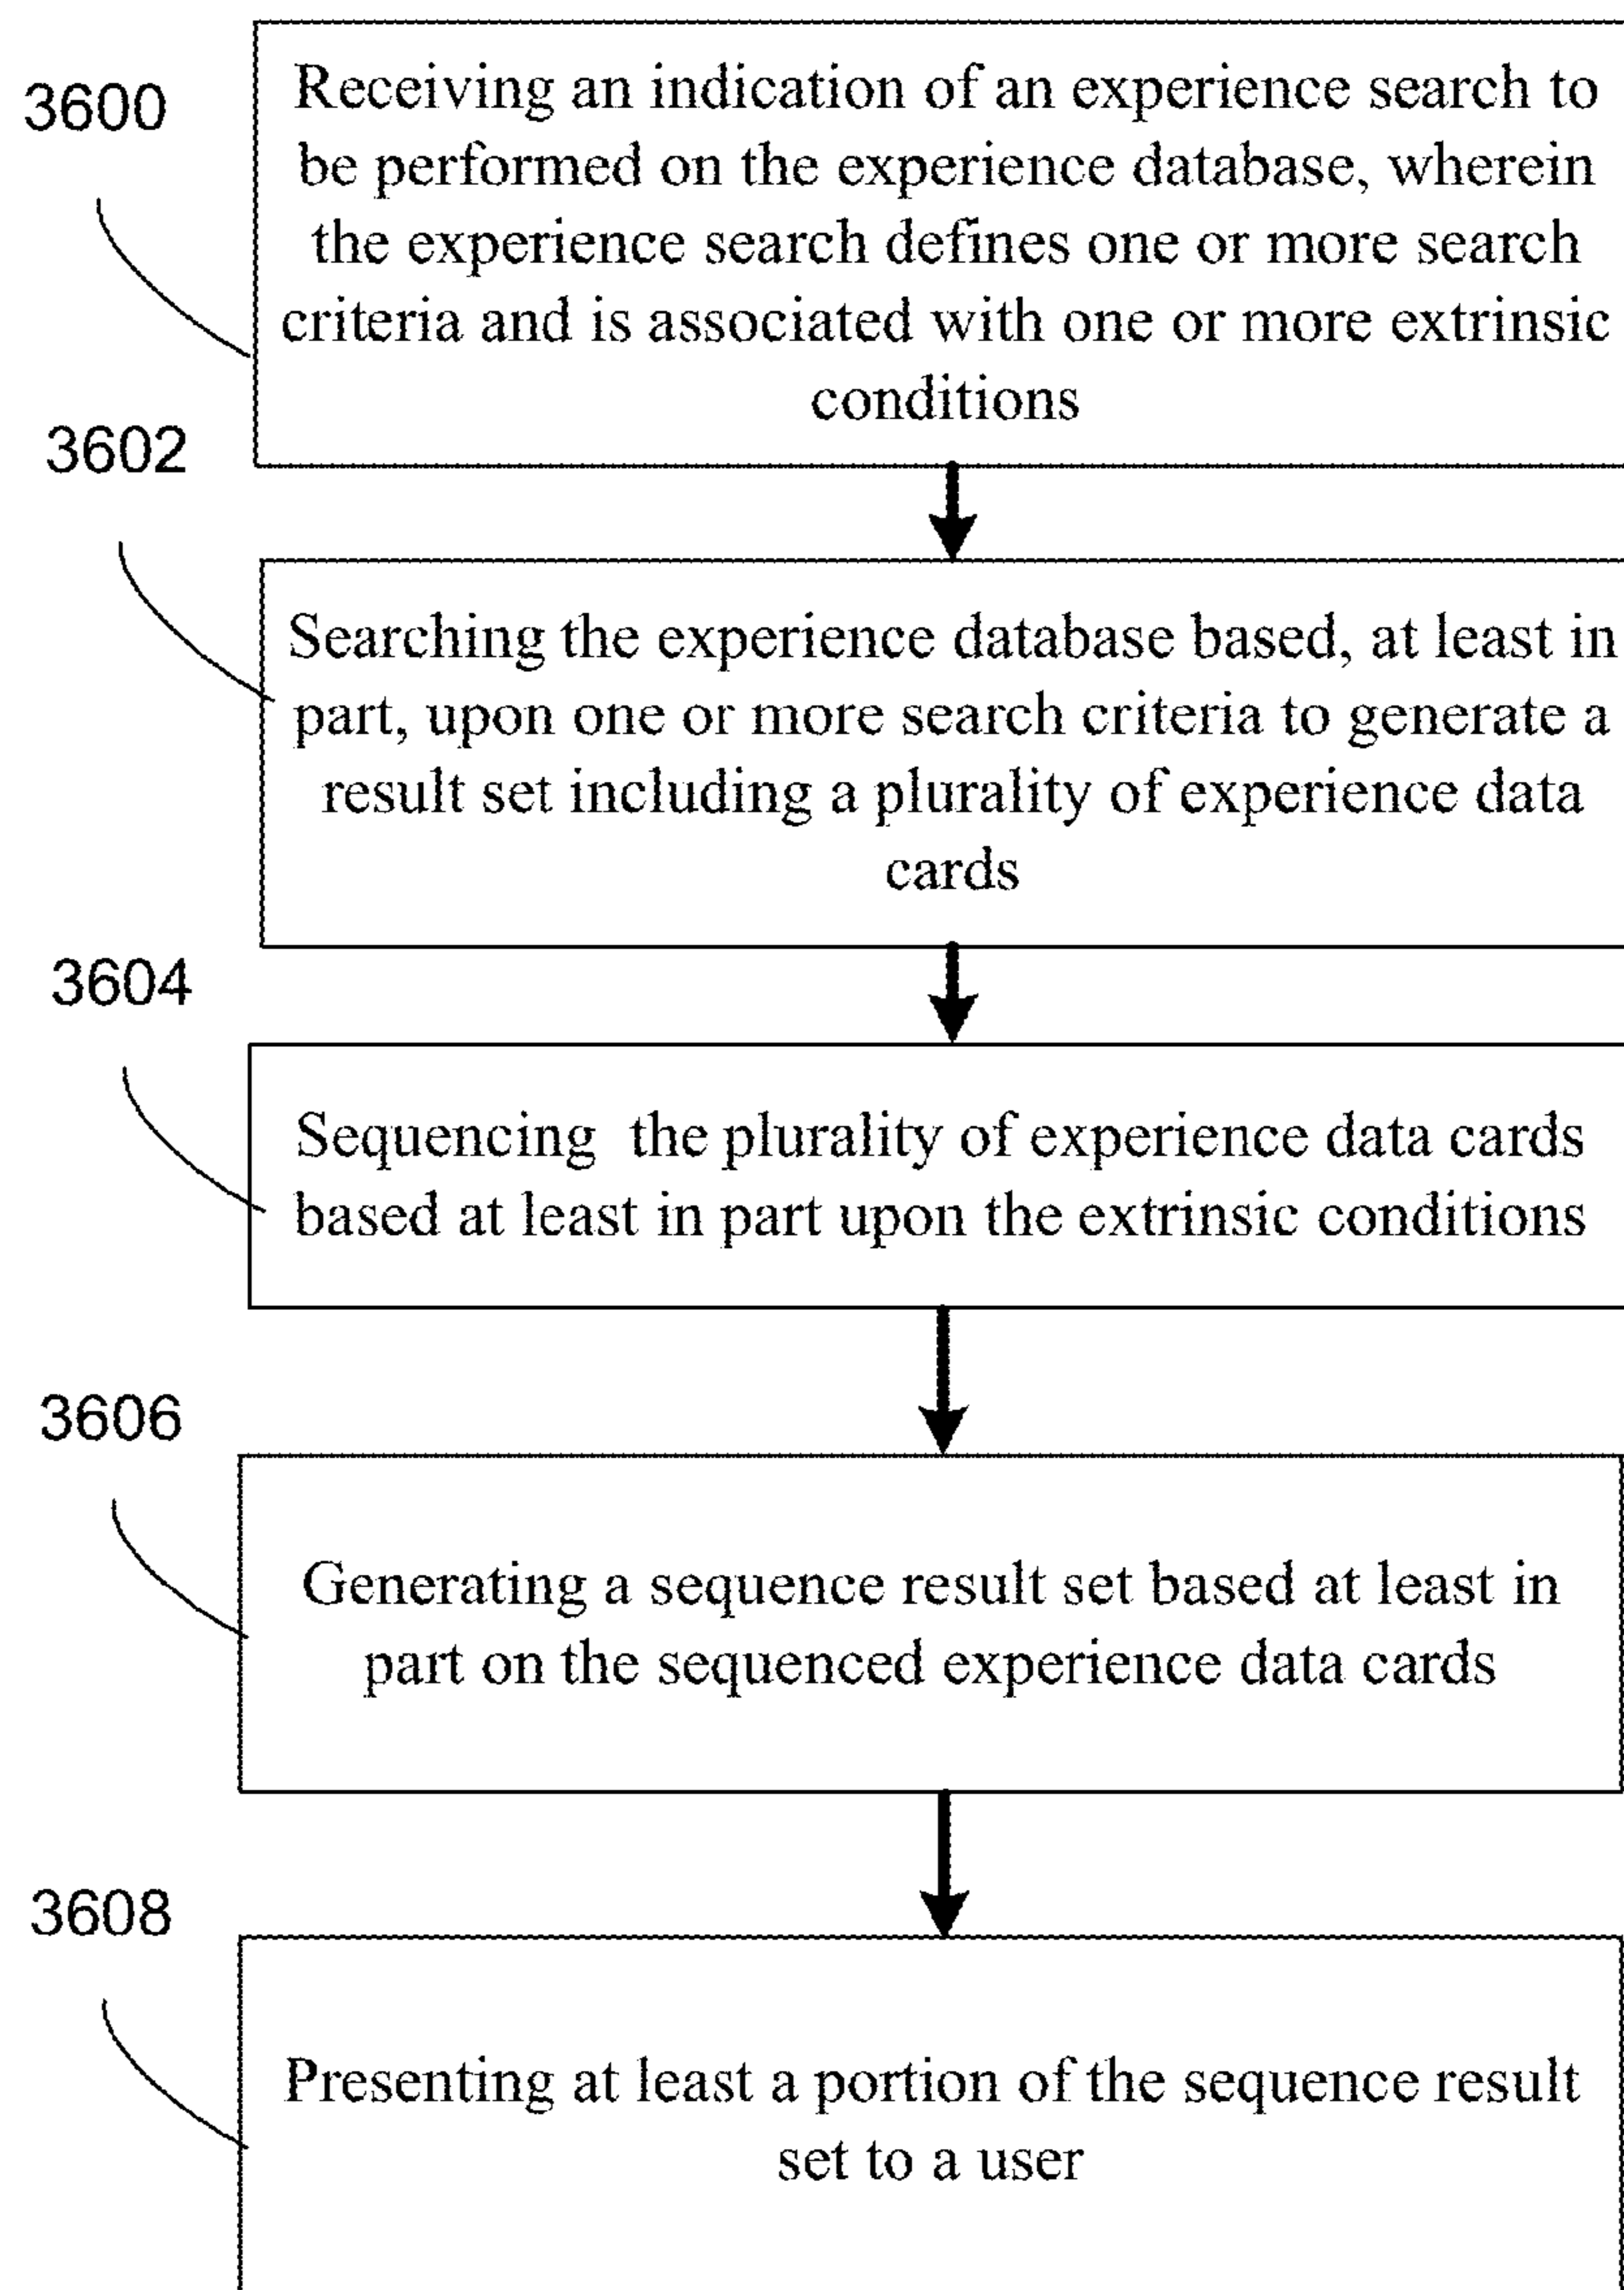 3600
Receiving an indication of an experience search to
be performed on the experience database, wherein
the experience search defines one or more search
criteria and is associated with one or more extrinsic
conditions
3602
Searching the experience database based, at least in
part, upon one or more search criteria to generate a
result set including a plurality of experience data
cards
3604
Sequencing the plurality of experience data cards
based at least in part upon the extrinsic conditions
3606
Generating a sequence result set based at least in
part on the sequenced experience data cards
3608
Presenting at least a portion of the sequence result
set to a user